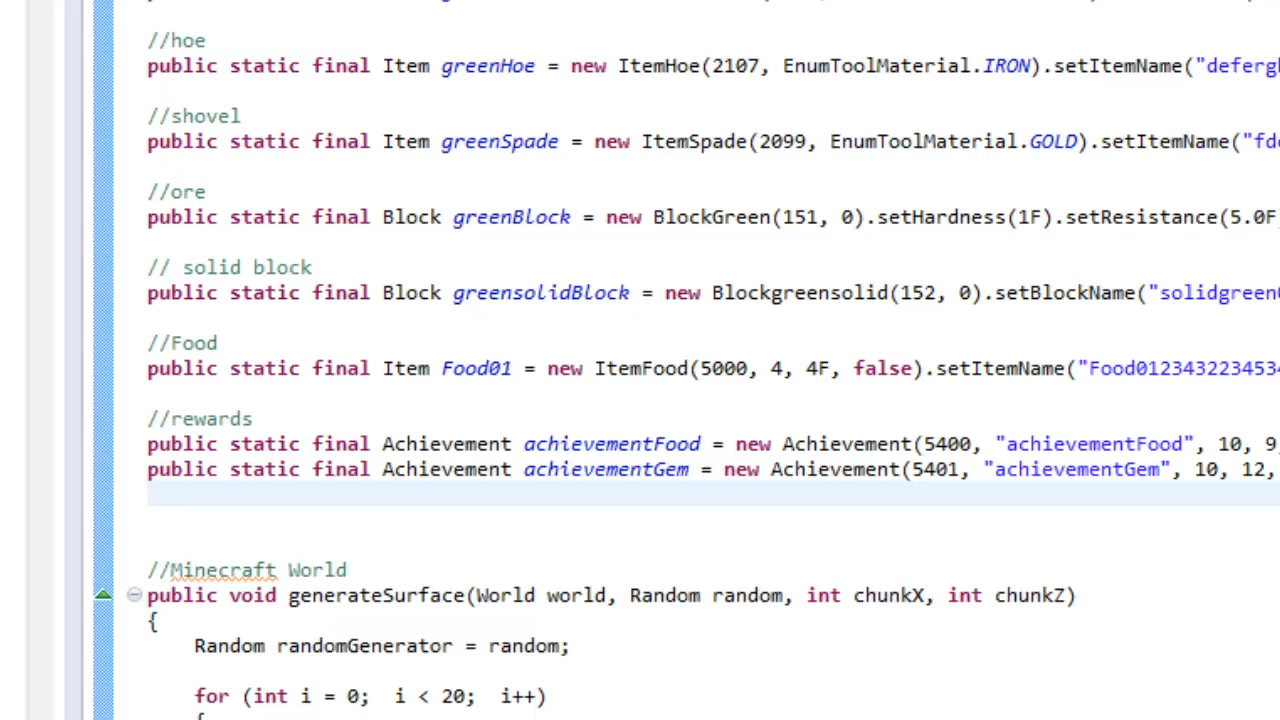 //hoe
public static final Item greenHoe = new ItemHoe(2107, EnumToolMaterial.IRON).setItemName("defergh
//shovel
public static final Item greenSpade = new ItemSpade(2099, EnumToolMaterial.GOLD).setItemName("fde
//ore
public static final Block greenBlock = new BlockGreen(151, 0).setHardness(1F).setResistance(5.0F
// solid block
public static final Block greensolidBlock = new Blockgreensolid(152, 0).setBlockName("solidgreen
//Food
public static final Item Food01 = new ItemFood(5000, 4, 4F, false).setItemName("Food0123432234534
//rewards
public static final Achievement achievementFood = new Achievement(5400, "achievementFood", 10, 9,
public static final Achievement achievementGem = new Achievement(5401, "achievementGem", 10, 12,
//Minecraft World
public void generateSurface(World world, Random random, int chunkX, int chunkZ)
{
Random randomGenerator = random;
for (int i = 0; i < 20; i++)
{